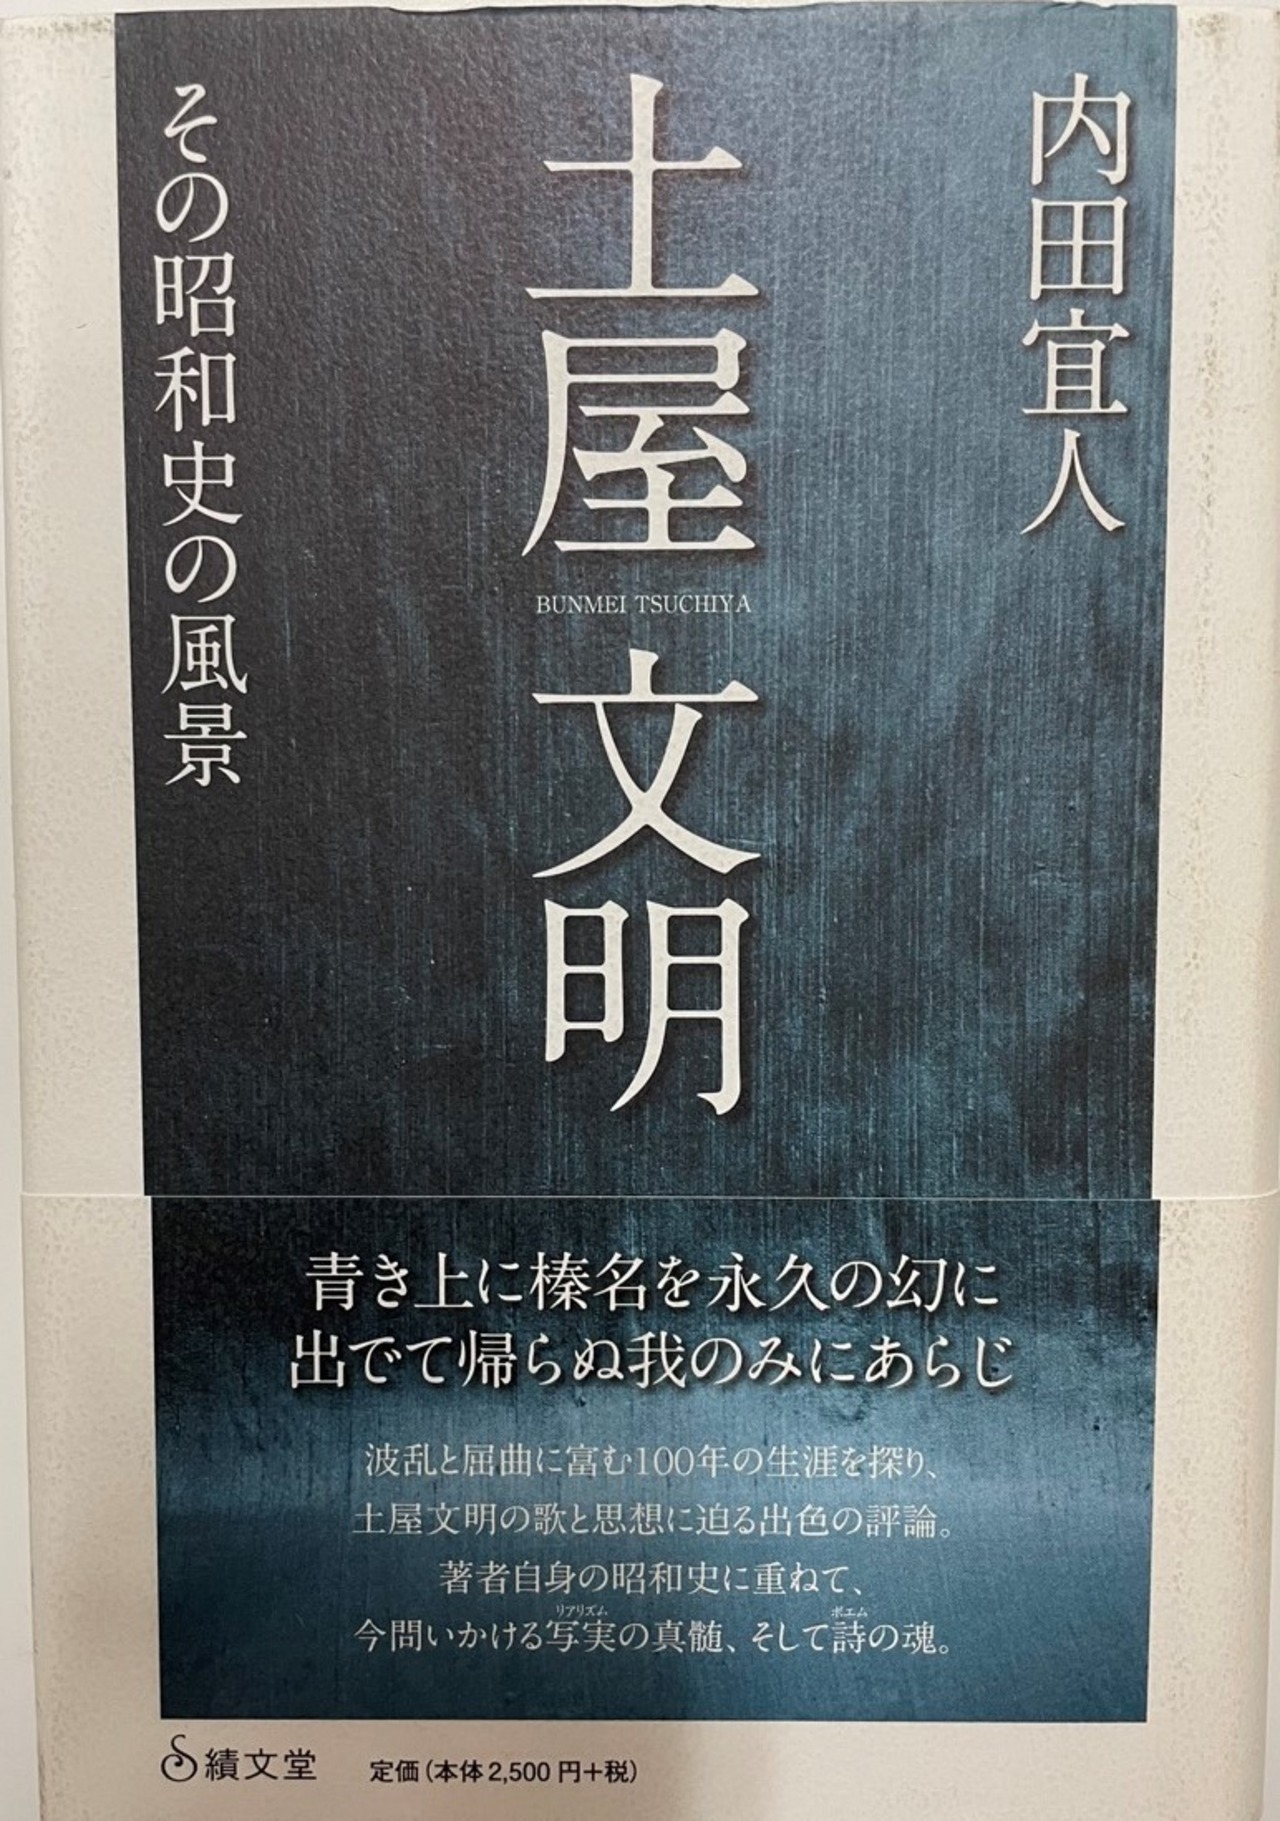 内田宜人
土屋文明
BUNMEI TSUCHIYA
その昭和史の風景
青き上に榛名を永久の幻に
出でて帰らぬ我のみにあらじ
波乱と屈曲に富む100年の生涯を探り、
土屋文明の歌と思想に迫る出色の評論。
著者自身の昭和史に重ねて、
リアリズム ポエム
今問いかける写実の真髄、そして詩の魂。
績文堂 定価(本体2,500円+税)